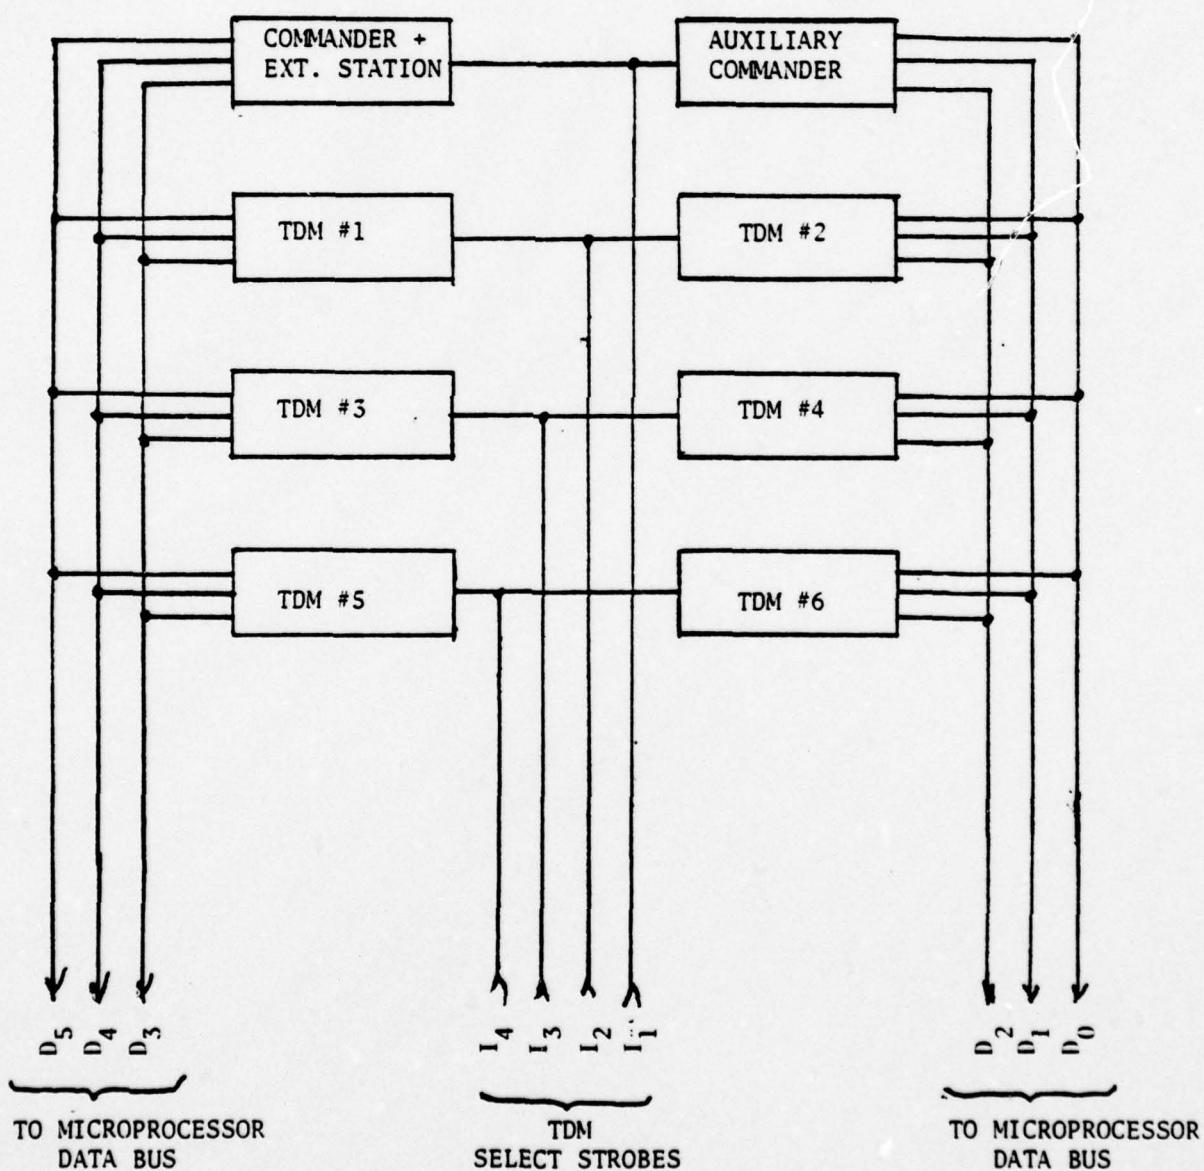 COMMANDER +
EXT. STATION
AUXILIARY
COMMANDER
TDM #1
TDM #2
TDM #3
TDM #4
TDM #5
TDM #6
D5
D4
D3
I4
I3
I2
I1
D2
D1
D0
TO MICROPROCESSOR
DATA BUS
TDM
SELECT STROBES
TO MICROPROCESSOR
DATA BUS